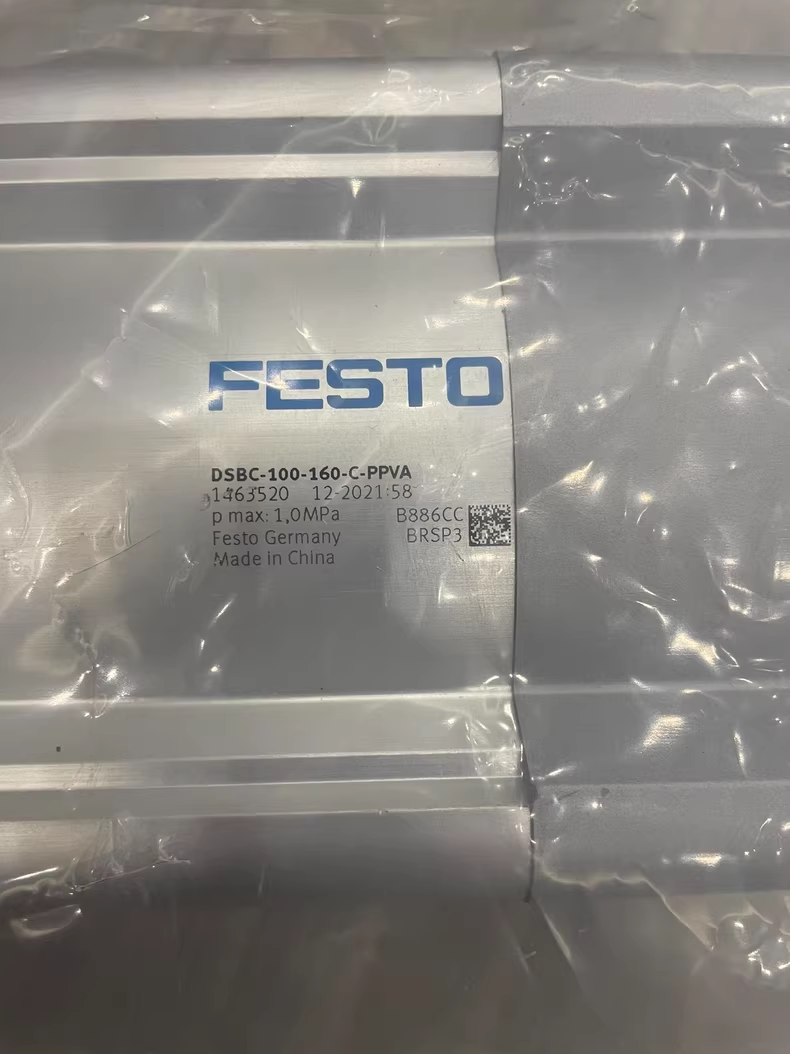 FESTO
DSBC-100-160-C-PPVA
1463520 12-2021:58
p max: 1,0MPa B886CC
Festo Germany BRSP3
Made in China